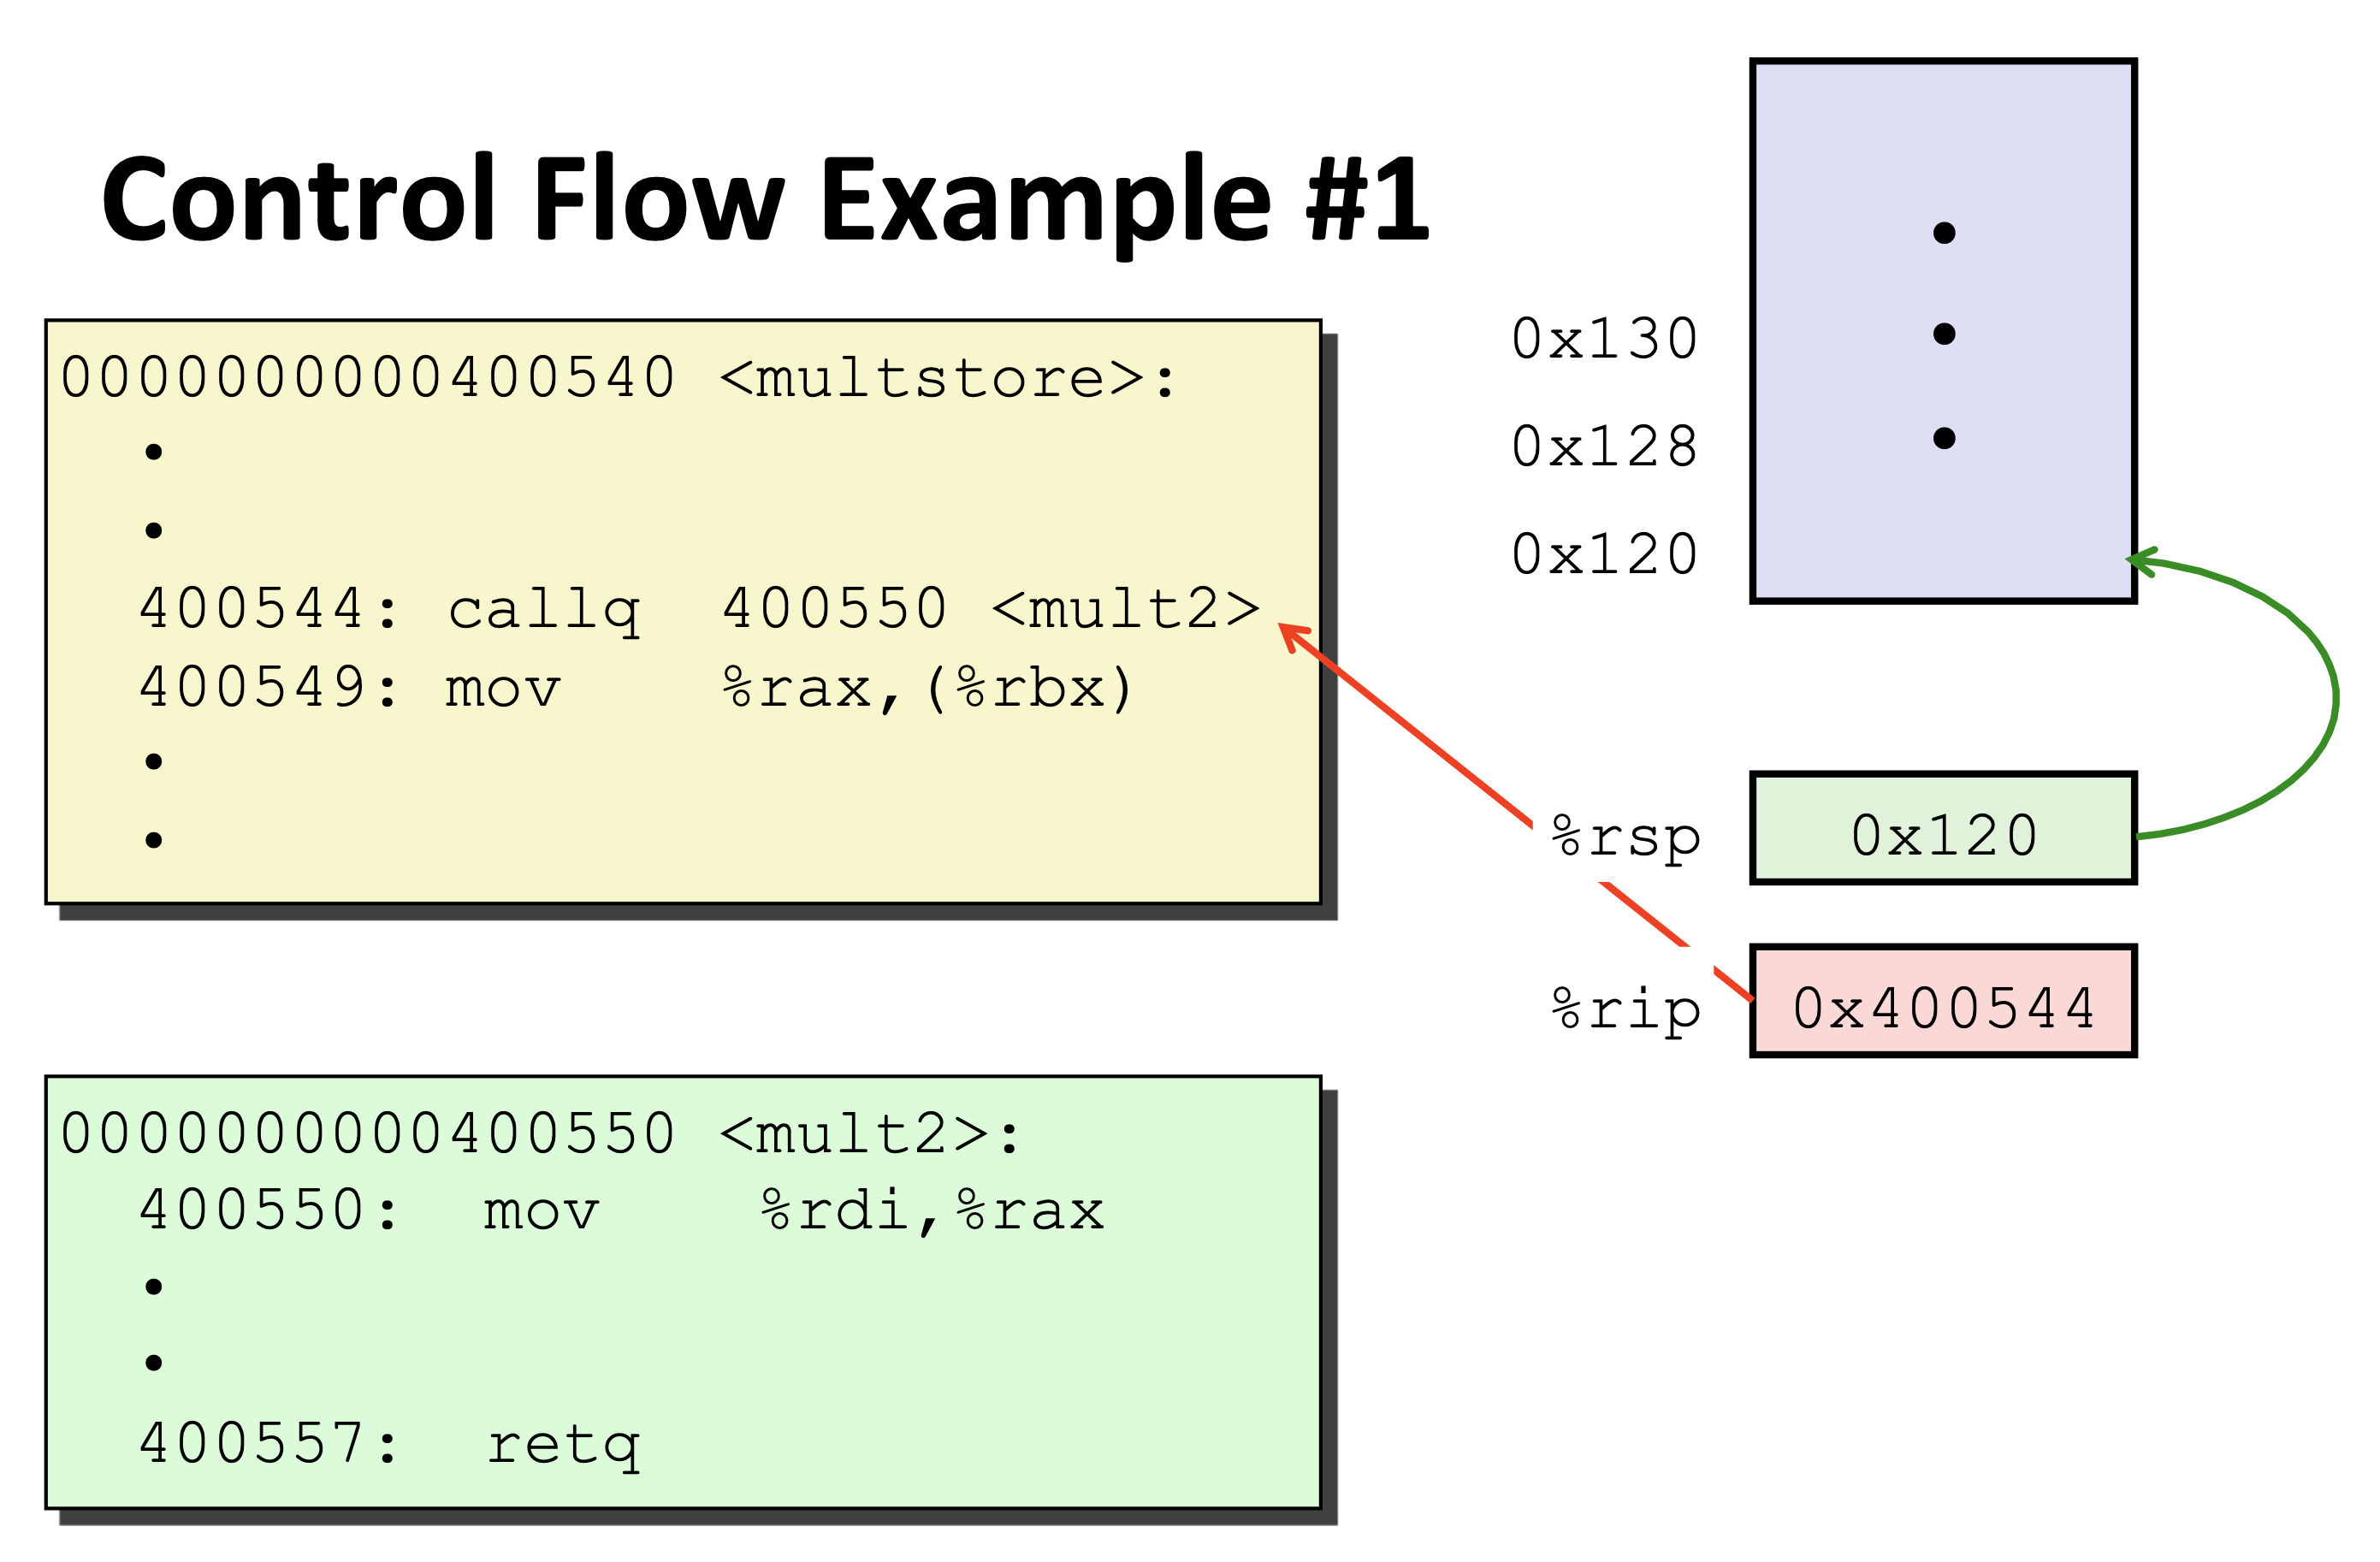 Control Flow Example #1
0000000000400540 <multstore>:
•
•
400544: callq 400550 <mult2>
400549: mov %rax,(%rbx)
•
•
0000000000400550 <mult2>:
400550: mov %rdi,%rax
•
•
400557: retq
•
•
•
0x130
0x128
0x120
%rsp 0x120
%rip 0x400544